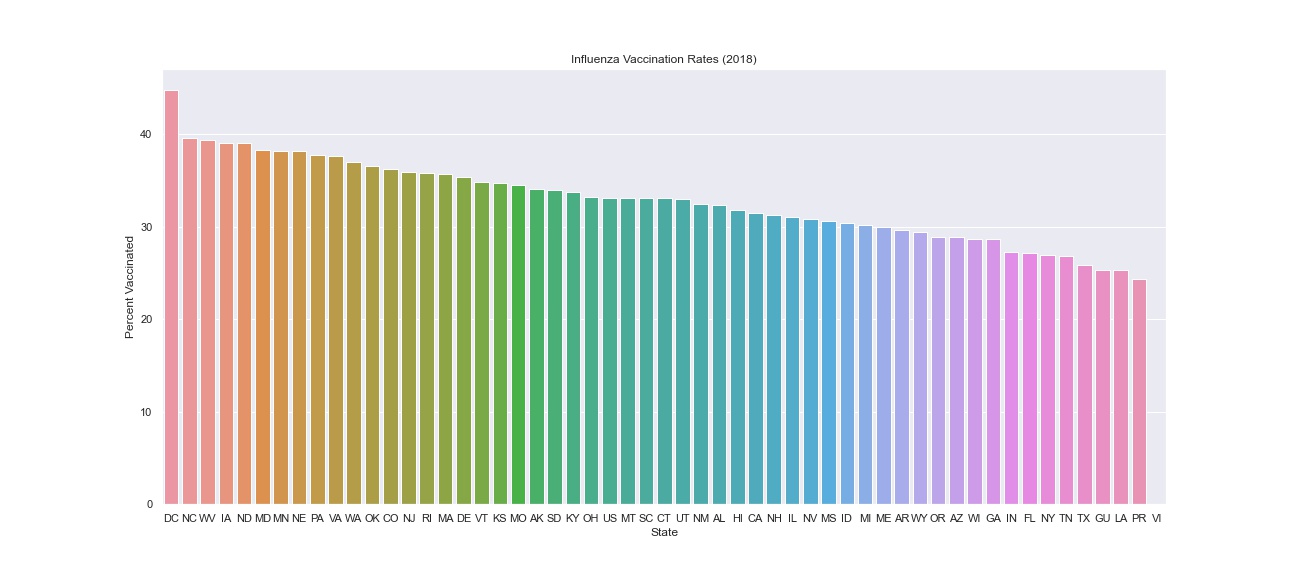 Influenza Vaccination Rates (2018)
Percent Vaccinated
40
30
20
10
0
DC NC WV IA ND MD MN NE PA VA WA OK CO NJ RI MA DE VT KS MO AK SD KY OH US MT SC CT UT NM AL HI CA NH IL NV MS ID MI ME AR WY OR AZ WI GA IN FL NY TN TX GU LA PR VI
State